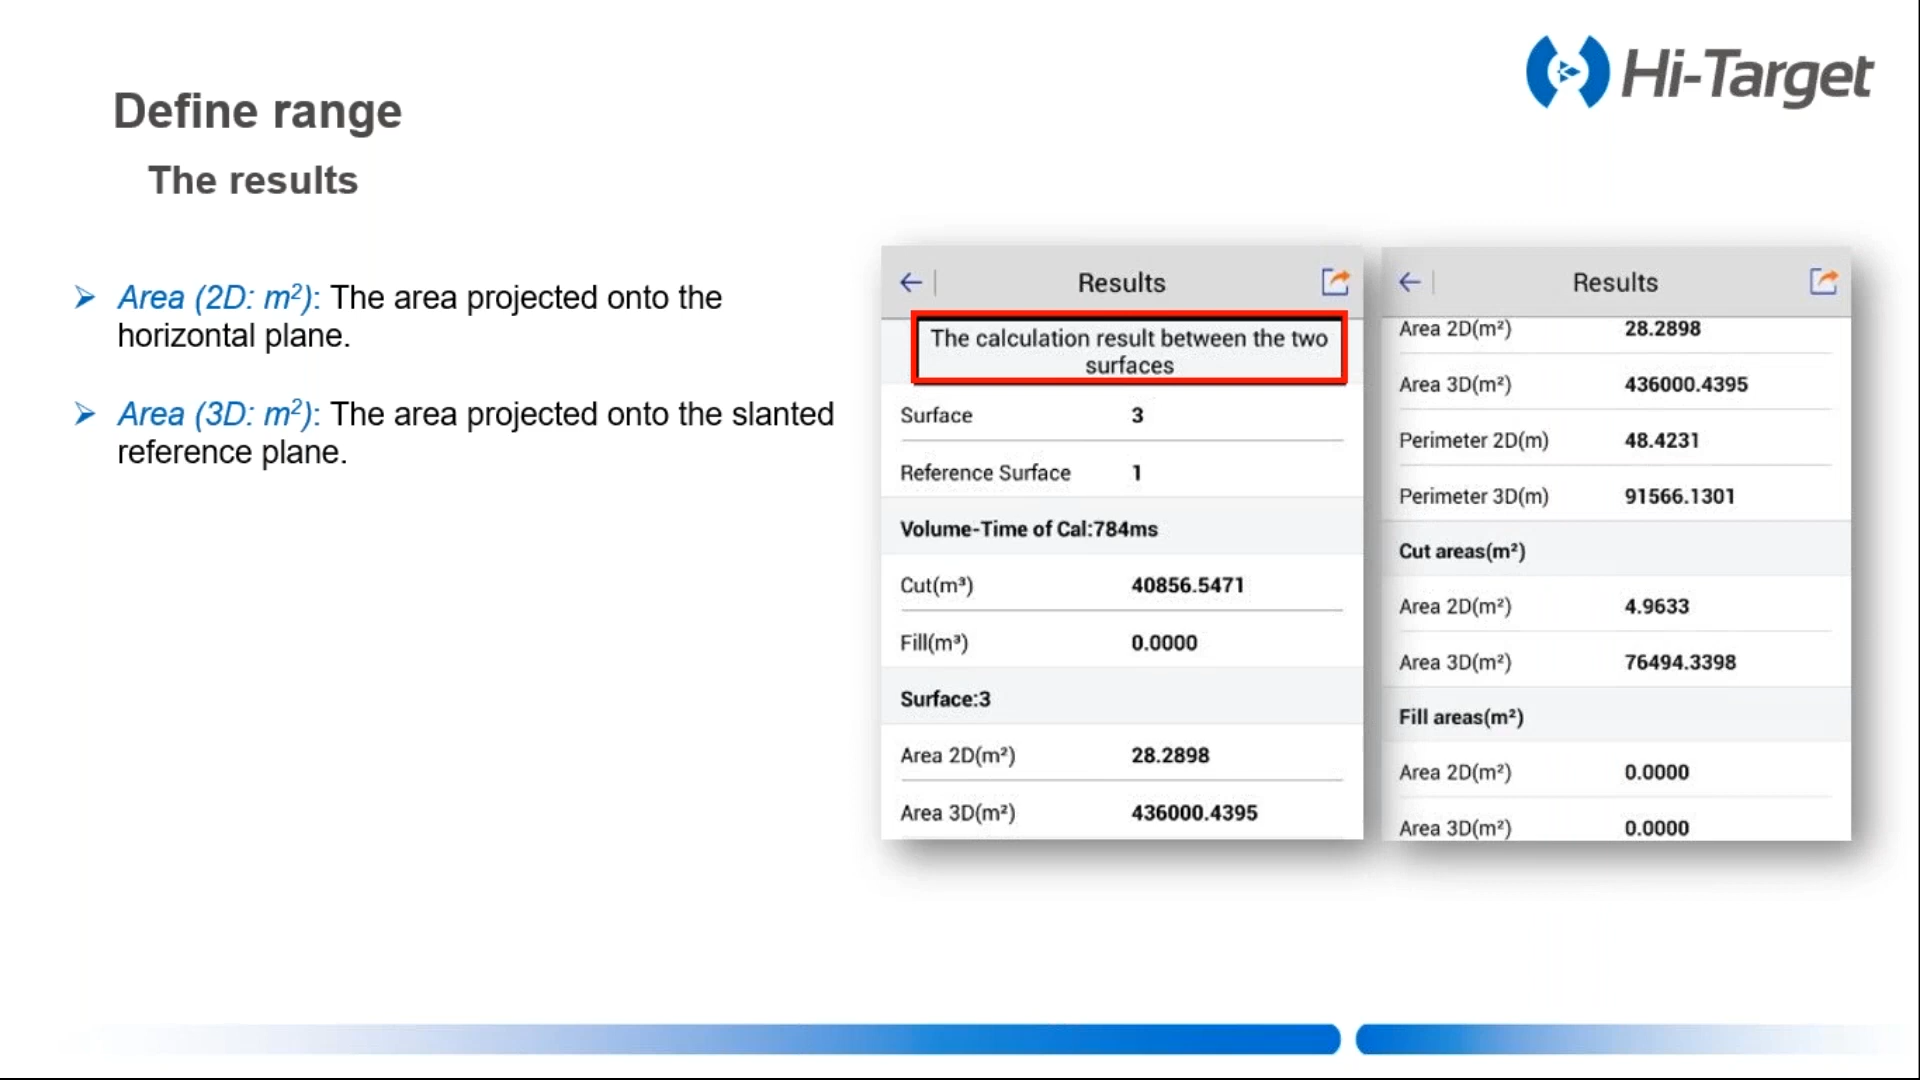 Hi-Target
Define range
The results
Area (2D: m²): The area projected onto the
horizontal plane.
Area (3D: m²): The area projected onto the slanted
reference plane.
Results
The calculation result between the two
surfaces
Surface 3
Reference Surface 1
Volume-Time of Cal:784ms
Cut(m³) 40856.5471
Fill(m³) 0.0000
Surface:3
Area 2D(m²) 28.2898
Area 3D(m²) 436000.4395
Results
Area 2D(m²) 28.2898
Area 3D(m²) 436000.4395
Perimeter 2D(m) 48.4231
Perimeter 3D(m) 91566.1301
Cut areas(m²)
Area 2D(m²) 4.9633
Area 3D(m²) 76494.3398
Fill areas(m²)
Area 2D(m²) 0.0000
Area 3D(m²) 0.0000